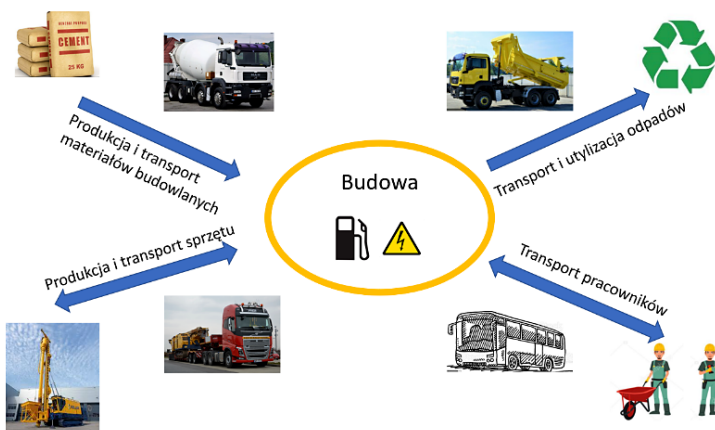 CEMENT
25 KG
Produkcja i transport
materiałów budowlanych
Transport i utylizacja odpadów
Budowa
Produkcja i transport sprzętu
Transport pracowników